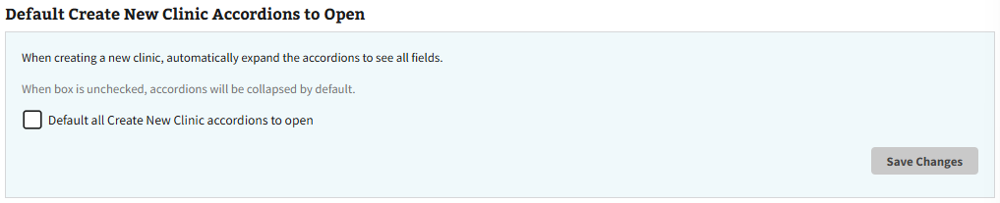 Default Create New Clinic Accordions to Open
When creating a new clinic, automatically expand the accordions to see all fields.
When box is unchecked, accordions will be collapsed by default.
Default all Create New Clinic accordions to open
Save Changes